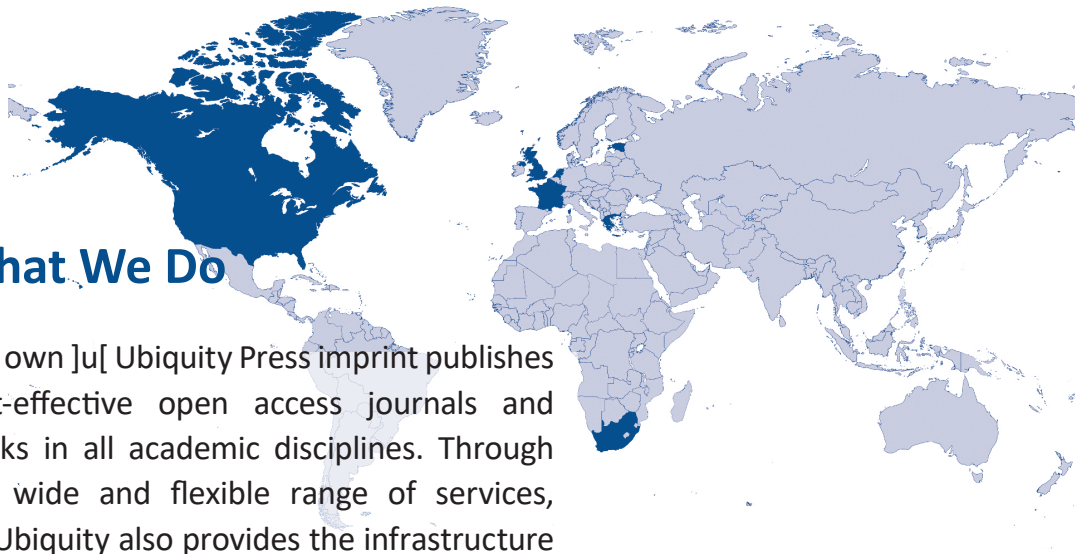 hat We Do
own ]u[ Ubiquity Press imprint publishes
t-effective open access journals and
ks in all academic disciplines. Through
wide and flexible range of services,
Ubiquity also provides the infrastructure